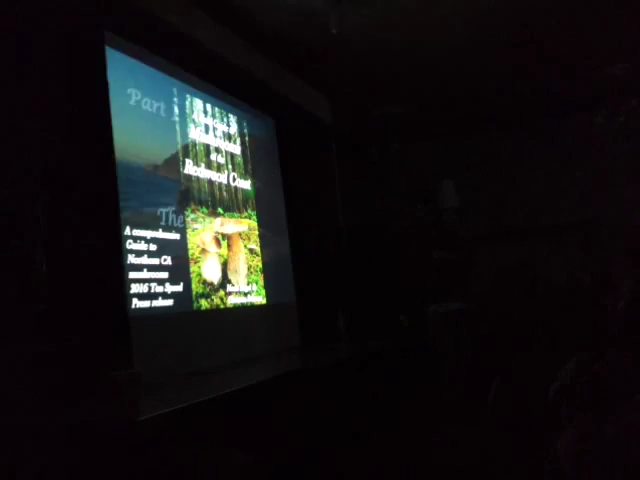 Part
Mushrooms
of the
Redwood Coast
The
A comprehensive
Guide to
Northern CA
mushrooms
2016 Ten Speed
Press release